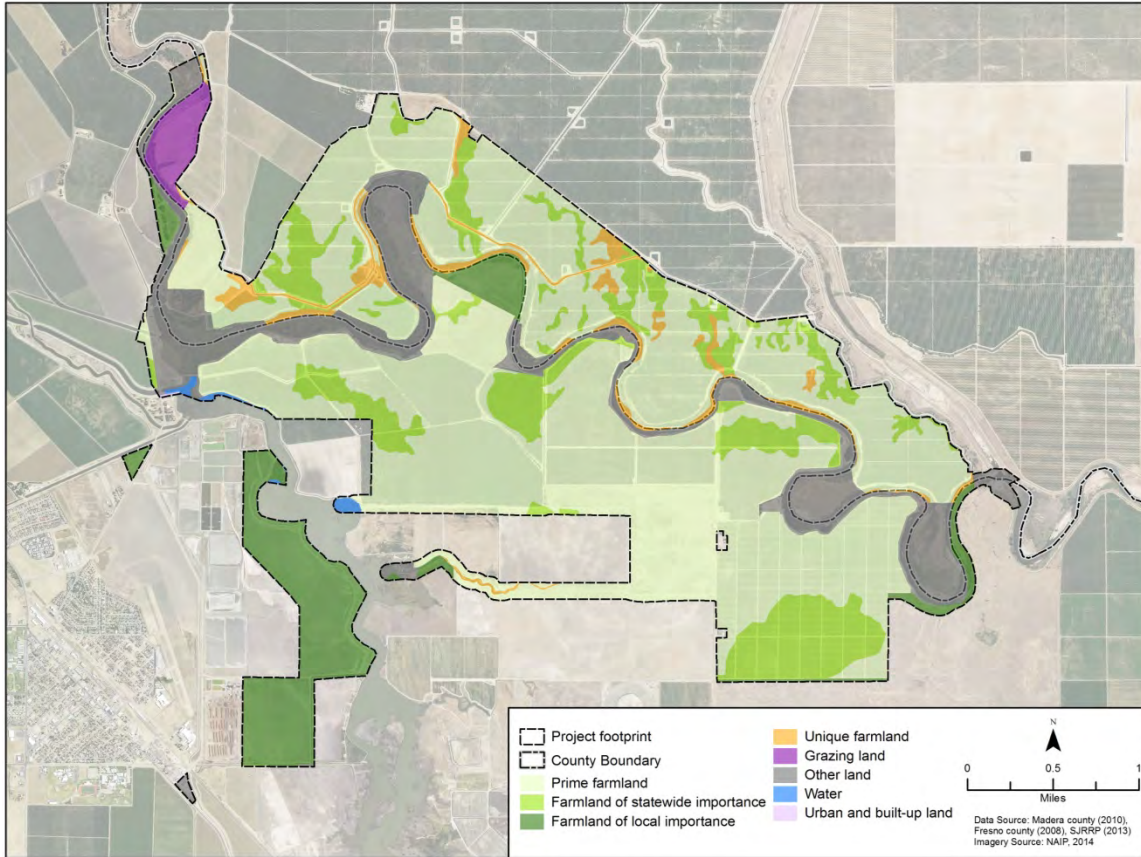 Project footprint
County Boundary
Prime farmland
Farmland of statewide importance
Farmland of local importance
Unique farmland
Grazing land
Other land
Water
Urban and built-up land
N
0 0.5 1
Miles
Data Source: Madera county (2010),
Fresno county (2008), SJRRP (2013)
Imagery Source: NAIP, 2014